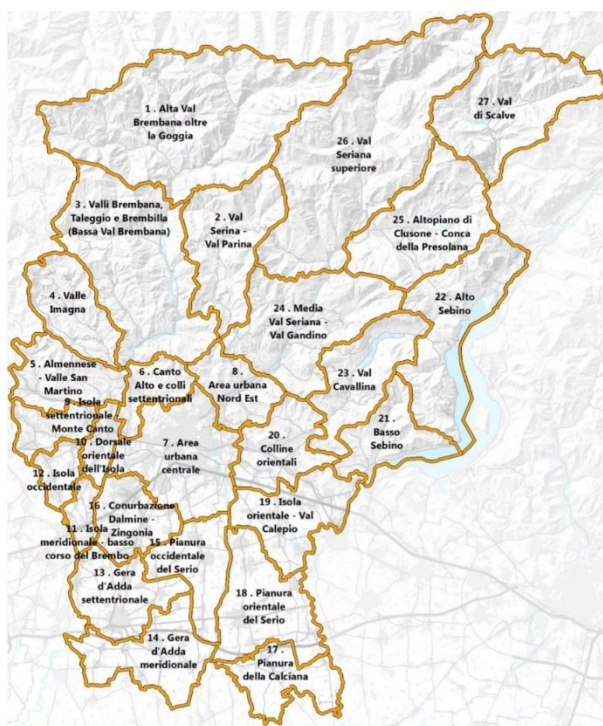 1 . Alta Val
Brembana oltre
la Goggia
27 . Val
di Scalve
26 . Val
Seriana
superiore
3 . Valli Brembana,
Taleggio e Brembilla
(Bassa Val Brembana)
2 . Val
Serina -
Val Parina
25 . Altopiano di
Clusone - Conca
della Presolana
4 . Valle
Imagna
24 . Media
Val Seriana -
Val Gandino
22 . Alto
Sebino
5 . Almennese
- Valle San
Martino
6 . Canto
Alto e colli
settentrionali
8 .
Area urbana
Nord Est
23 . Val
Cavallina
9 . Isola
settentrionale -
Monte Canto
10 . Dorsale
orientale
dell'Isola
7 . Area
urbana
centrale
20 .
Colline
orientali
21 .
Basso
Sebino
12 . Isola
occidentale
16 . Conurbazione
Dalmine -
Zingonia
19 . Isola
orientale - Val
Calepio
11 . Isola
meridionale - basso
corso del Brembo
15 . Pianura
occidentale
del Serio
13 . Gera
d'Adda
settentrionale
18 . Pianura
orientale
del Serio
14 . Gera
d'Adda
meridionale
17 .
Pianura
della Calciana